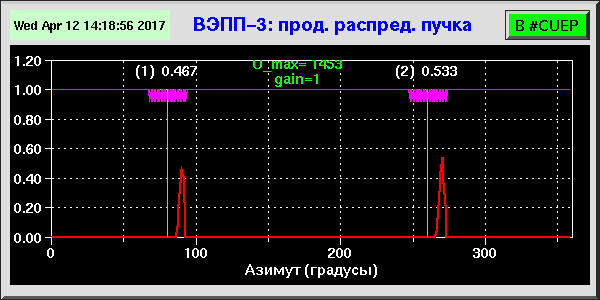 Wed Apr 12 14:18:56 2017
ВЭПП-3: прод. распред. пучка
В #CUEP
U_max= 1453
gain=1
(1) 0.467
(2) 0.533
1.20
1.00
0.80
0.60
0.40
0.20
0.00
0 100 200 300
Азимут (градусы)